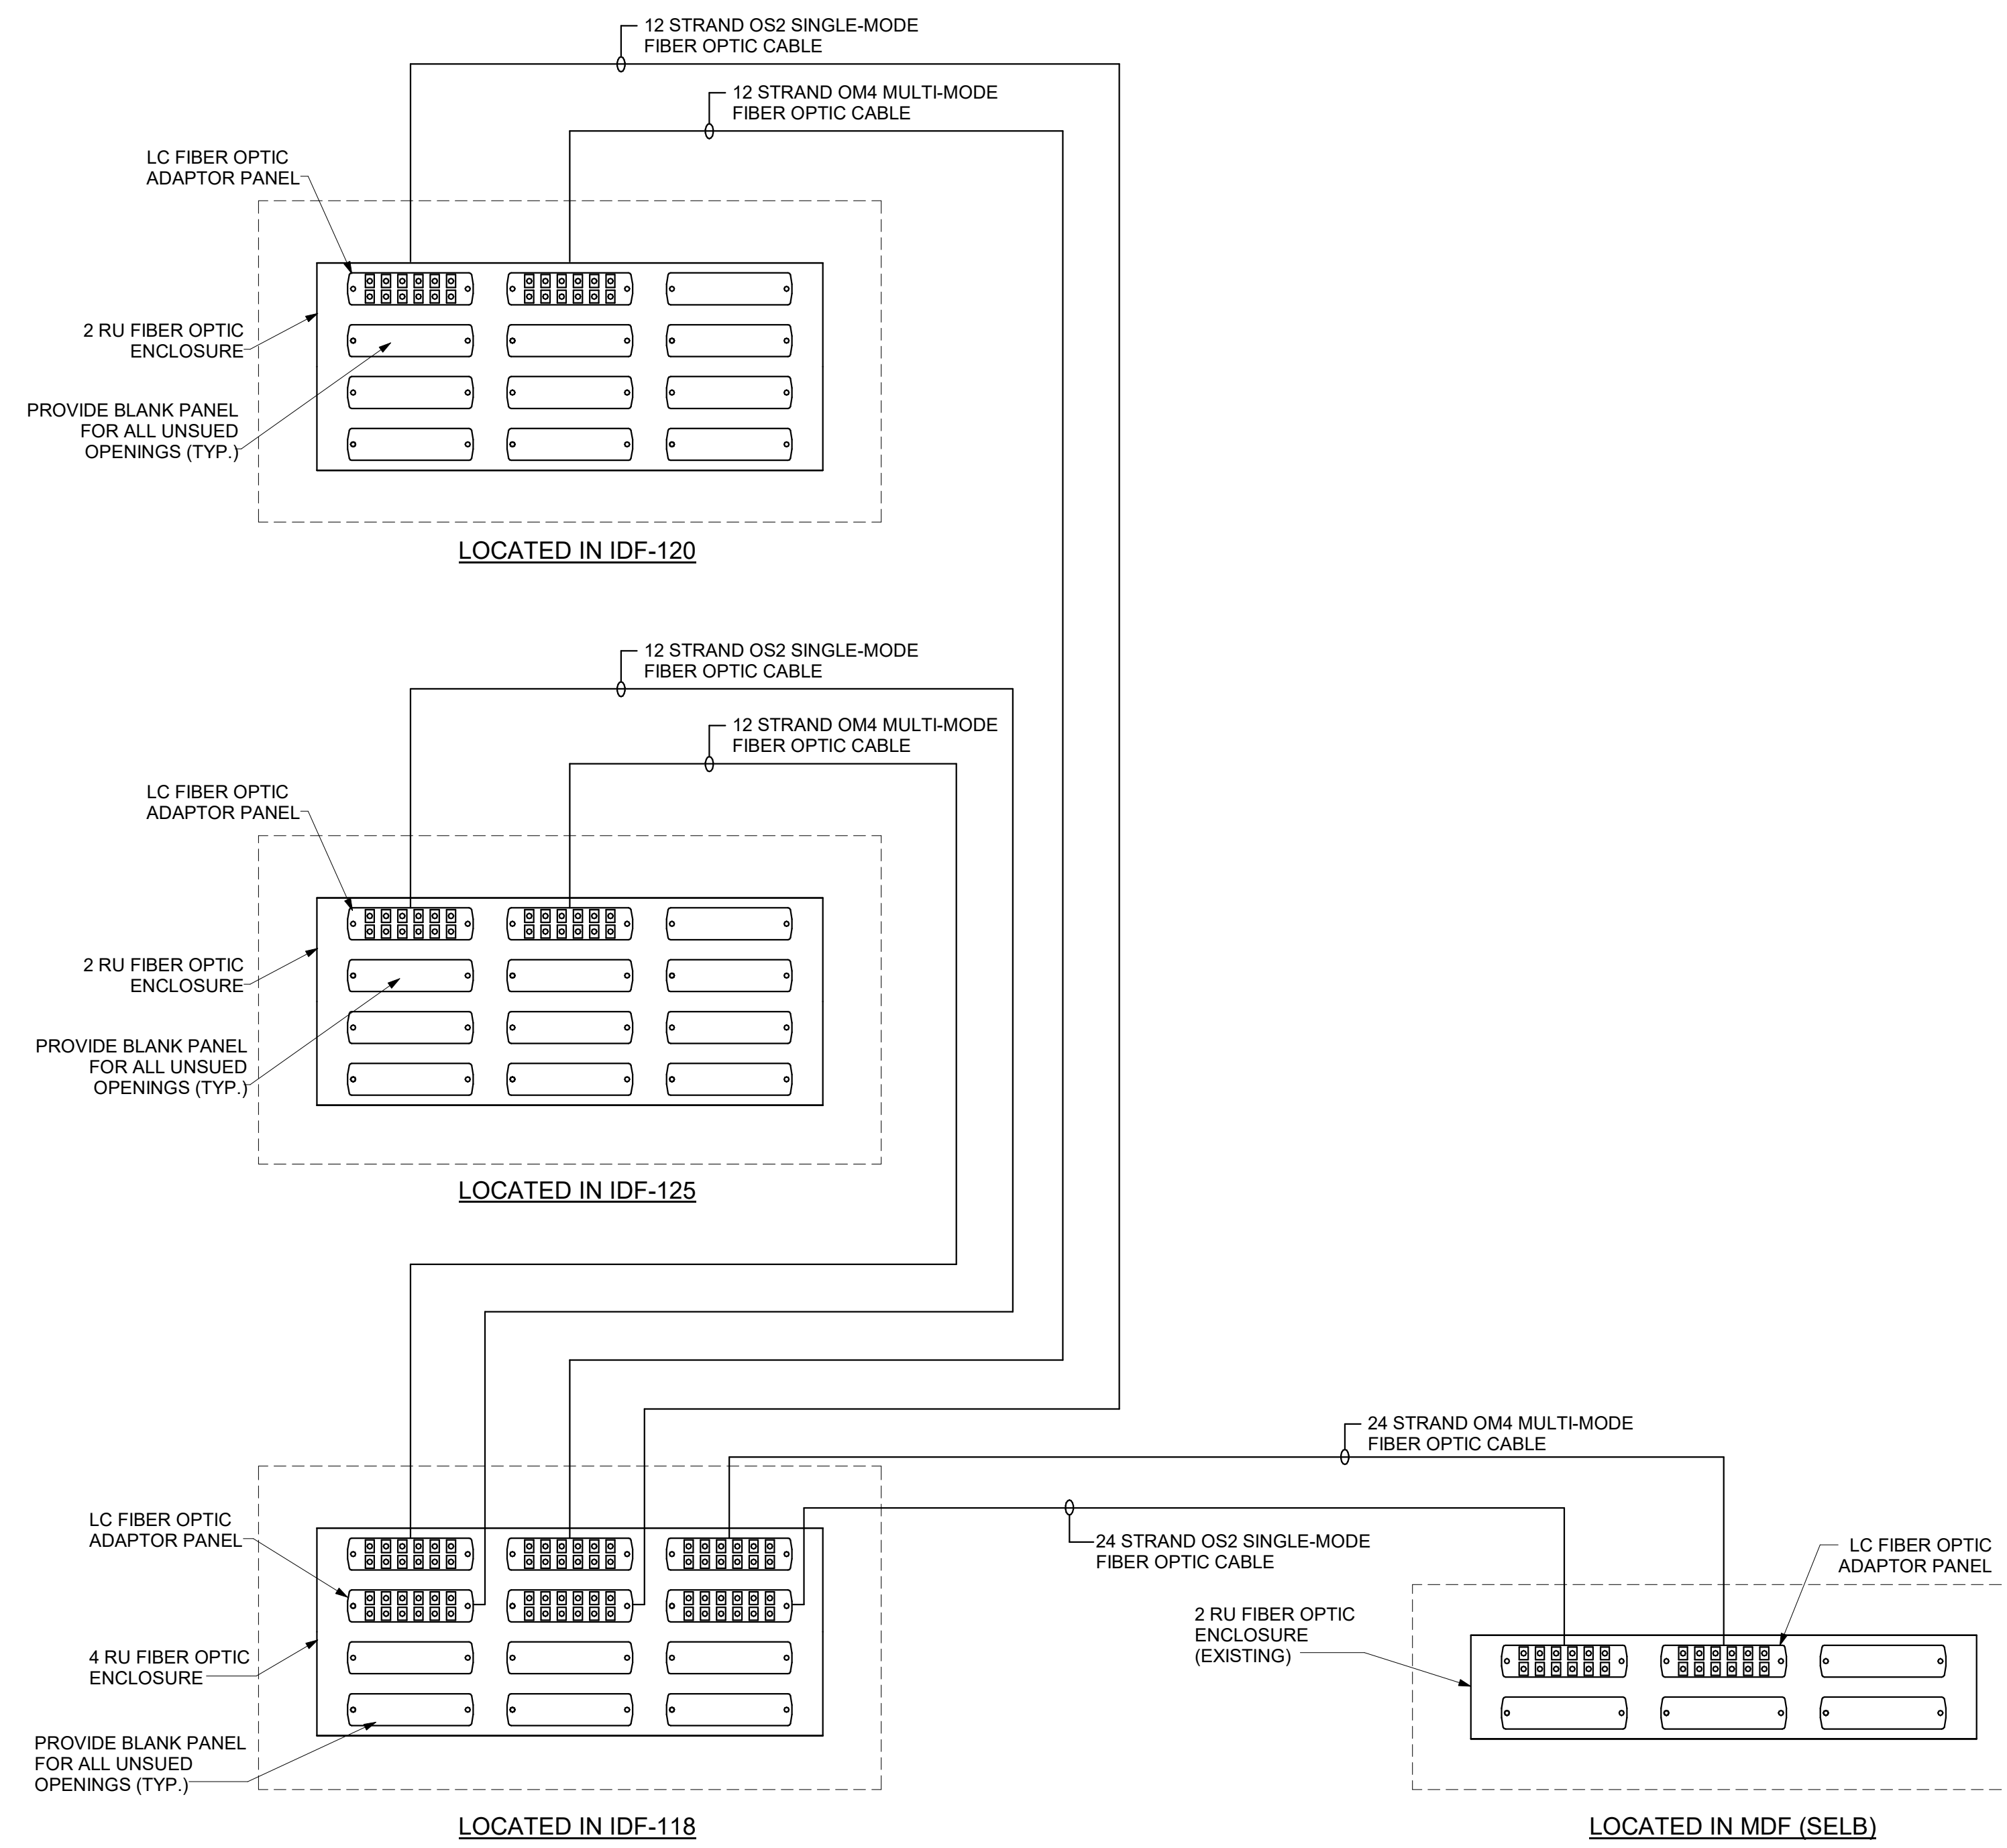 12 STRAND OS2 SINGLE-MODE
FIBER OPTIC CABLE
12 STRAND OM4 MULTI-MODE
FIBER OPTIC CABLE
LC FIBER OPTIC
ADAPTOR PANEL
2 RU FIBER OPTIC
ENCLOSURE
PROVIDE BLANK PANEL
FOR ALL UNSUED
OPENINGS (TYP.)
LOCATED IN IDF-120
12 STRAND OS2 SINGLE-MODE
FIBER OPTIC CABLE
12 STRAND OM4 MULTI-MODE
FIBER OPTIC CABLE
LC FIBER OPTIC
ADAPTOR PANEL
2 RU FIBER OPTIC
ENCLOSURE
PROVIDE BLANK PANEL
FOR ALL UNSUED
OPENINGS (TYP.)
LOCATED IN IDF-125
24 STRAND OM4 MULTI-MODE
FIBER OPTIC CABLE
LC FIBER OPTIC
ADAPTOR PANEL
24 STRAND OS2 SINGLE-MODE
FIBER OPTIC CABLE
LC FIBER OPTIC
ADAPTOR PANEL
2 RU FIBER OPTIC
ENCLOSURE
(EXISTING)
4 RU FIBER OPTIC
ENCLOSURE
PROVIDE BLANK PANEL
FOR ALL UNSUED
OPENINGS (TYP.)
LOCATED IN IDF-118
LOCATED IN MDF (SELB)